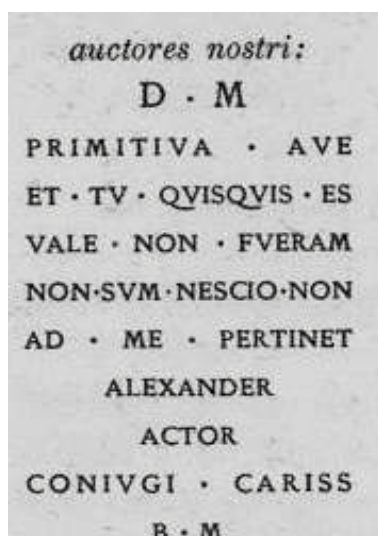 auctores nostri:
D · M
PRIMITIVA · AVE
ET · TV · QVISQVIS · ES
VALE · NON · FVERAM
NON·SVM·NESCIO·NON
AD · ME · PERTINET
ALEXANDER
ACTOR
CONIVGI · CARISS
B · M